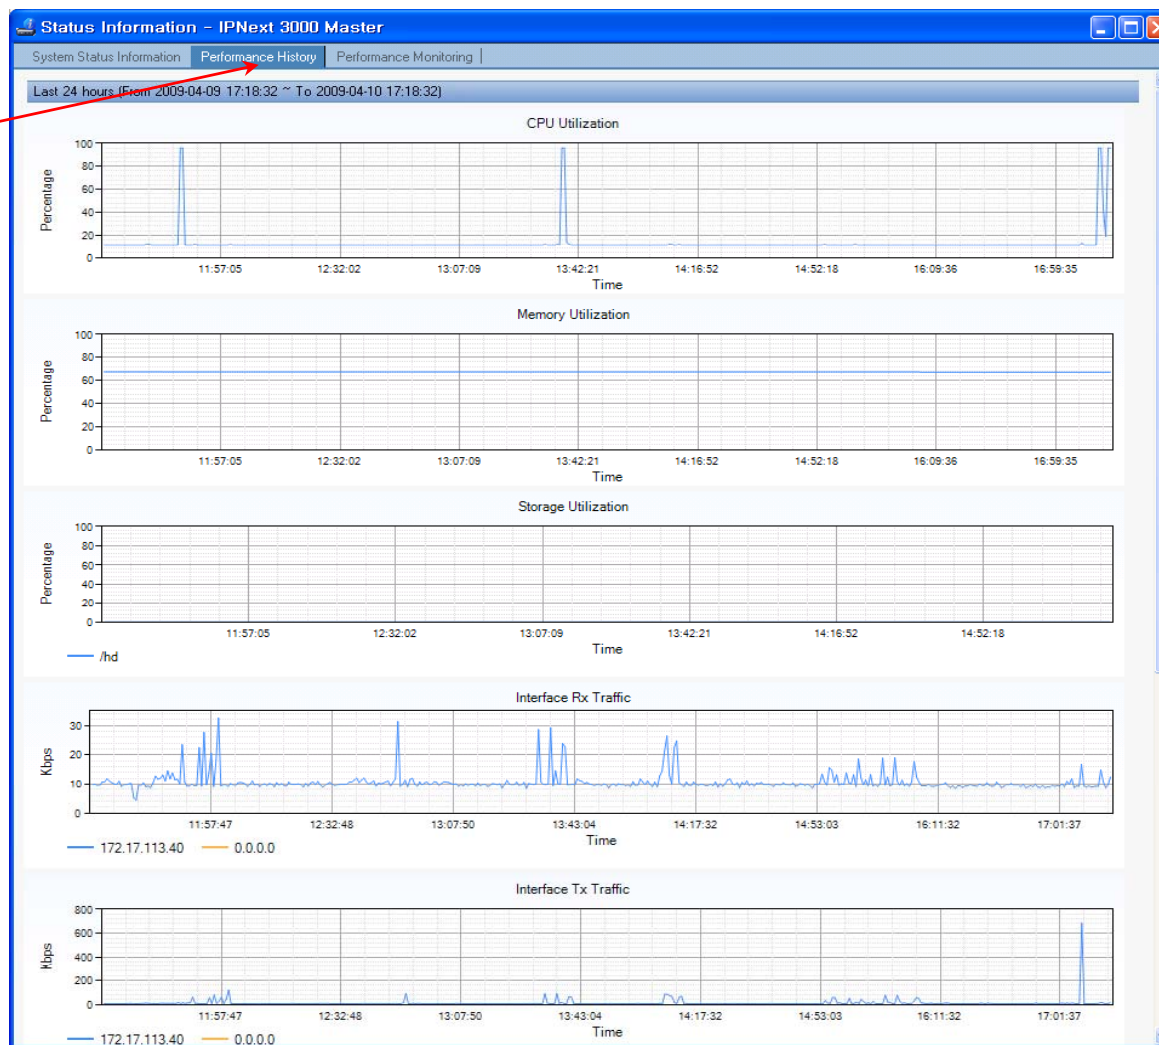 Status Information - IPNext 3000 Master
System Status Information Performance History Performance Monitoring
Last 24 hours (From 2009-04-09 17:18:32 ~ To 2009-04-10 17:18:32)
CPU Utilization
Percentage
100
80
60
40
20
0
11:57:05 12:32:02 13:07:09 13:42:21 14:16:52 14:52:18 16:09:36 16:59:35
Time
Memory Utilization
Percentage
100
80
60
40
20
0
11:57:05 12:32:02 13:07:09 13:42:21 14:16:52 14:52:18 16:09:36 16:59:35
Time
Storage Utilization
Percentage
100
80
60
40
20
0
11:57:05 12:32:02 13:07:09 13:42:21 14:16:52 14:52:18
Time
/hd
Interface Rx Traffic
Kbps
30
20
10
0
11:57:47 12:32:48 13:07:50 13:43:04 14:17:32 14:53:03 16:11:32 17:01:37
Time
172.17.113.40 0.0.0.0
Interface Tx Traffic
kbps
800
600
400
200
0
11:57:47 12:32:48 13:07:50 13:43:04 14:17:32 14:53:03 16:11:32 17:01:37
Time
172.17.113.40 0.0.0.0